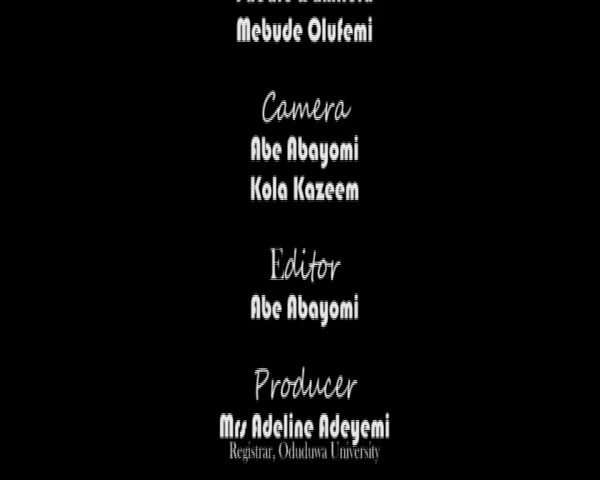 Mebude Olufemi
Camera
Abe Abayomi
Kola Kazeem
Editor
Abe Abayomi
Producer
Mrs Adeline Adeyemi
Registrar, Oduduwa University